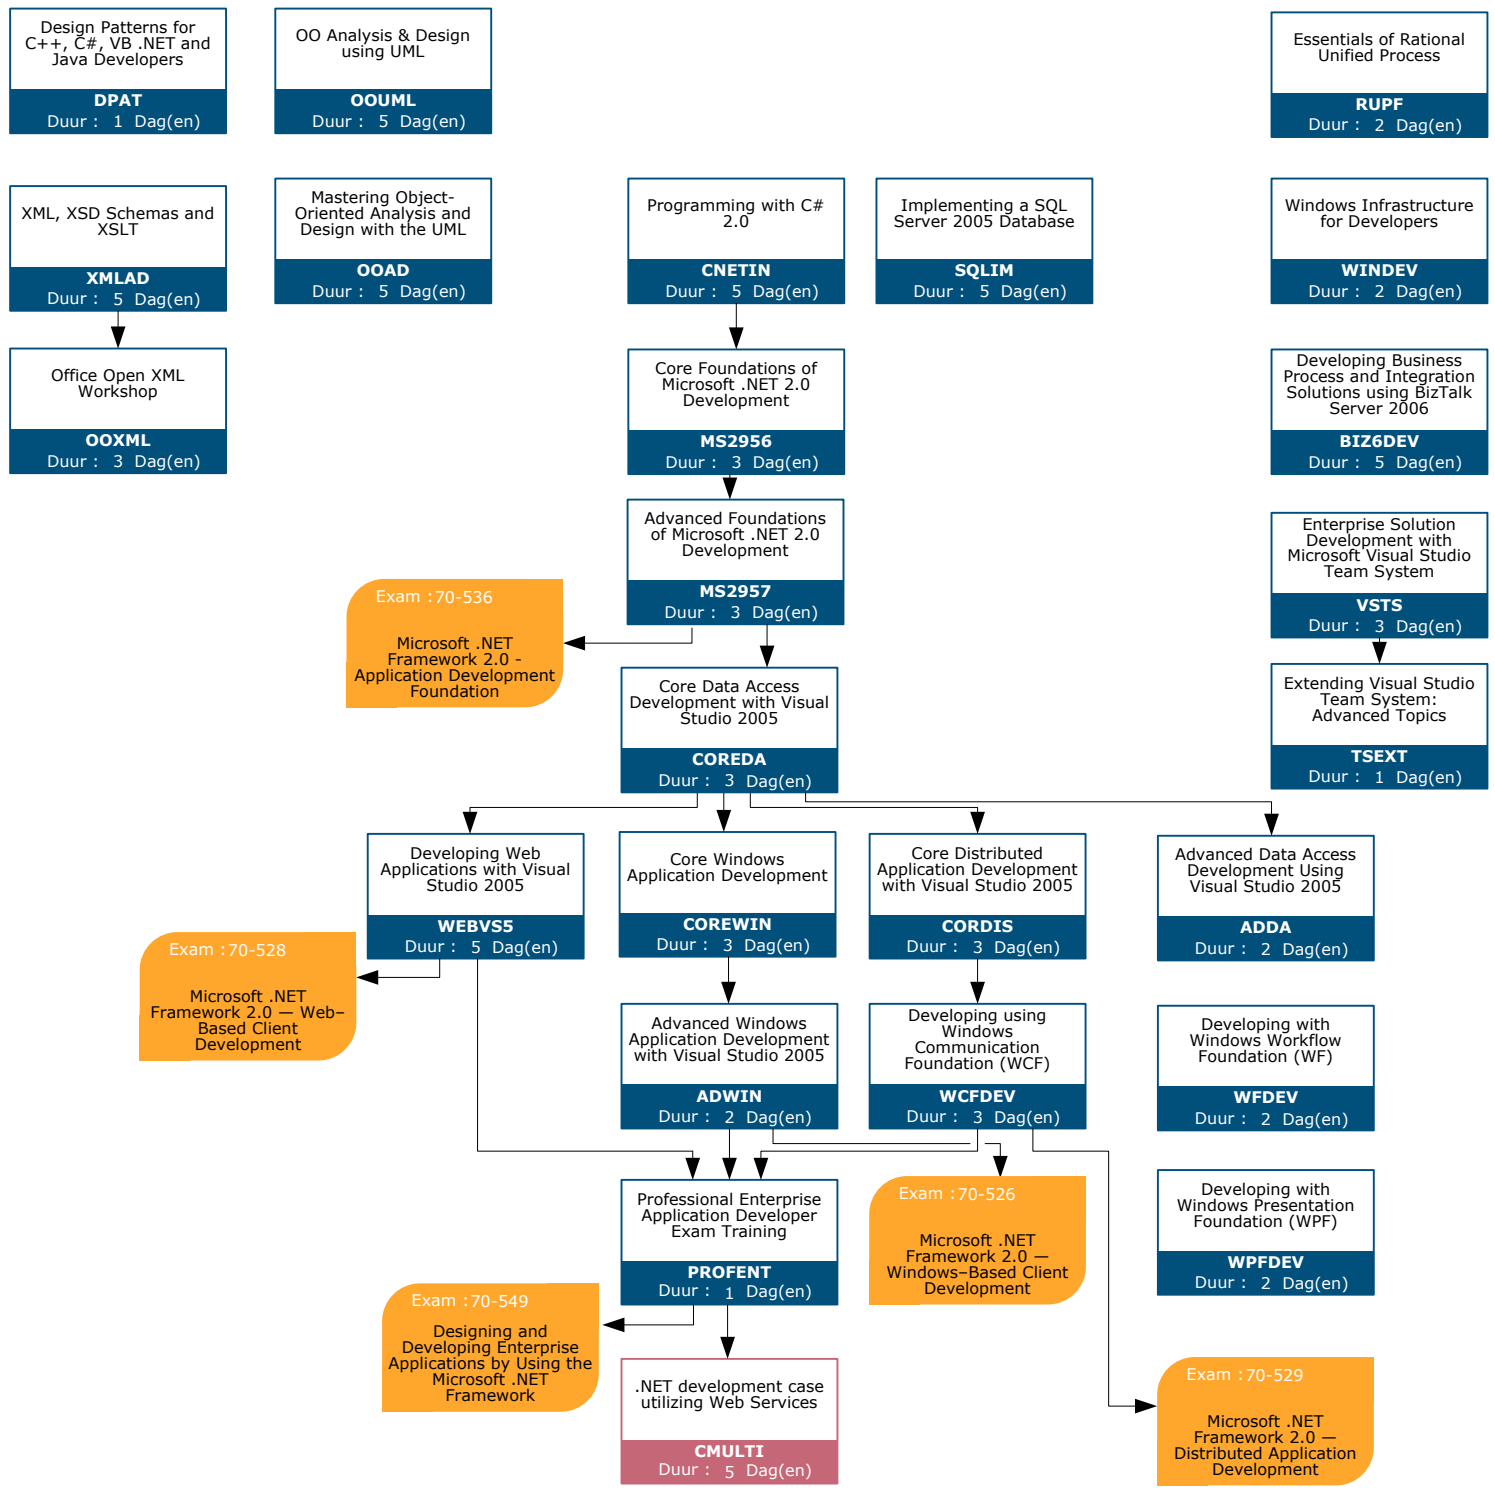 Design Patterns for
C++, C#, VB .NET and
Java Developers
DPAT
Duur : 1 Dag(en)
OO Analysis & Design
using UML
OOUML
Duur : 5 Dag(en)
Essentials of Rational
Unified Process
RUPF
Duur : 2 Dag(en)
XML, XSD Schemas and
XSLT
XMLAD
Duur : 5 Dag(en)
Mastering Object-
Oriented Analysis and
Design with the UML
OOAD
Duur : 5 Dag(en)
Programming with C#
2.0
CNETIN
Duur : 5 Dag(en)
Implementing a SQL
Server 2005 Database
SQLIM
Duur : 5 Dag(en)
Windows Infrastructure
for Developers
WINDEV
Duur : 2 Dag(en)
Office Open XML
Workshop
OOXML
Duur : 3 Dag(en)
Core Foundations of
Microsoft .NET 2.0
Development
MS2956
Duur : 3 Dag(en)
Developing Business
Process and Integration
Solutions using BizTalk
Server 2006
BIZ6DEV
Duur : 5 Dag(en)
Advanced Foundations
of Microsoft .NET 2.0
Development
MS2957
Duur : 3 Dag(en)
Enterprise Solution
Development with
Microsoft Visual Studio
Team System
VSTS
Duur : 3 Dag(en)
Exam :70-536
Microsoft .NET
Framework 2.0 -
Application Development
Foundation
Core Data Access
Development with Visual
Studio 2005
COREDA
Duur : 3 Dag(en)
Extending Visual Studio
Team System:
Advanced Topics
TSEXT
Duur : 1 Dag(en)
Developing Web
Applications with Visual
Studio 2005
WEBVS5
Duur : 5 Dag(en)
Core Windows
Application Development
COREWIN
Duur : 3 Dag(en)
Core Distributed
Application Development
with Visual Studio 2005
CORDIS
Duur : 3 Dag(en)
Advanced Data Access
Development Using
Visual Studio 2005
ADDA
Duur : 2 Dag(en)
Exam :70-528
Microsoft .NET
Framework 2.0 — Web–
Based Client
Development
Advanced Windows
Application Development
with Visual Studio 2005
ADWIN
Duur : 2 Dag(en)
Developing using
Windows
Communication
Foundation (WCF)
WCFDEV
Duur : 3 Dag(en)
Developing with
Windows Workflow
Foundation (WF)
WFDEV
Duur : 2 Dag(en)
Professional Enterprise
Application Developer
Exam Training
PROFENT
Duur : 1 Dag(en)
Exam :70-526
Microsoft .NET
Framework 2.0 —
Windows–Based Client
Development
Developing with
Windows Presentation
Foundation (WPF)
WPFDEV
Duur : 2 Dag(en)
Exam :70-549
Designing and
Developing Enterprise
Applications by Using the
Microsoft .NET
Framework
.NET development case
utilizing Web Services
CMULTI
Duur : 5 Dag(en)
Exam :70-529
Microsoft .NET
Framework 2.0 —
Distributed Application
Development